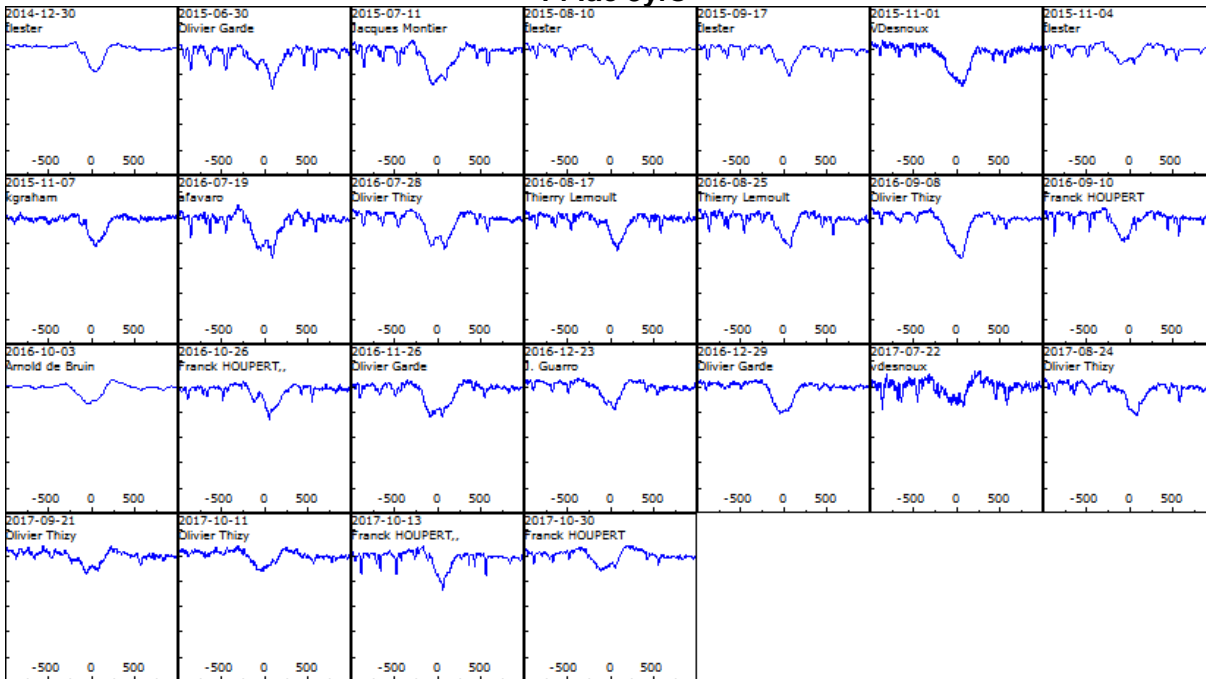 2014-12-30 2015-06-30 2015-07-11 2015-08-10 2015-09-17 2015-11-01 2015-11-04
Olivier Garde Jacques Montier VDesnoux
-500 0 500 -500 0 500 -500 0 500 -500 0 500 -500 0 500 -500 0 500 -500 0 500
2015-11-07 2016-07-19 2016-07-28 2016-08-17 2016-08-25 2016-09-08 2016-09-10
kgraham afavaro Olivier Thizy Thierry Lemoult Thierry Lemoult Olivier Thizy Franck HOUPERT
-500 0 500 -500 0 500 -500 0 500 -500 0 500 -500 0 500 -500 0 500 -500 0 500
2016-10-03 2016-10-26 2016-11-26 2016-12-23 2016-12-29 2017-07-22 2017-08-24
Arnold de Bruin Franck HOUPERT,, Olivier Garde J. Guarro Olivier Garde vdesnoux Olivier Thizy
-500 0 500 -500 0 500 -500 0 500 -500 0 500 -500 0 500 -500 0 500 -500 0 500
2017-09-21 2017-10-11 2017-10-13 2017-10-30
Olivier Thizy Olivier Thizy Franck HOUPERT,, Franck HOUPERT
-500 0 500 -500 0 500 -500 0 500 -500 0 500